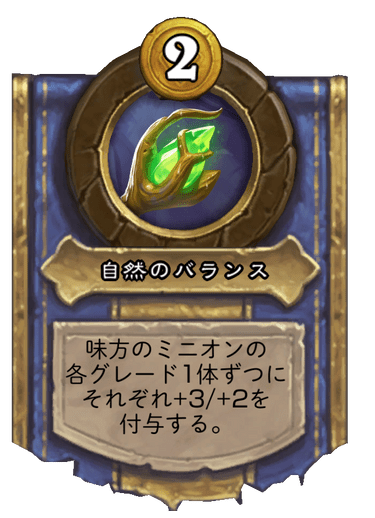 2
自然のバランス
味方のミニオンの
各グレード1体ずつに
それぞれ+3/+2を
付与する。